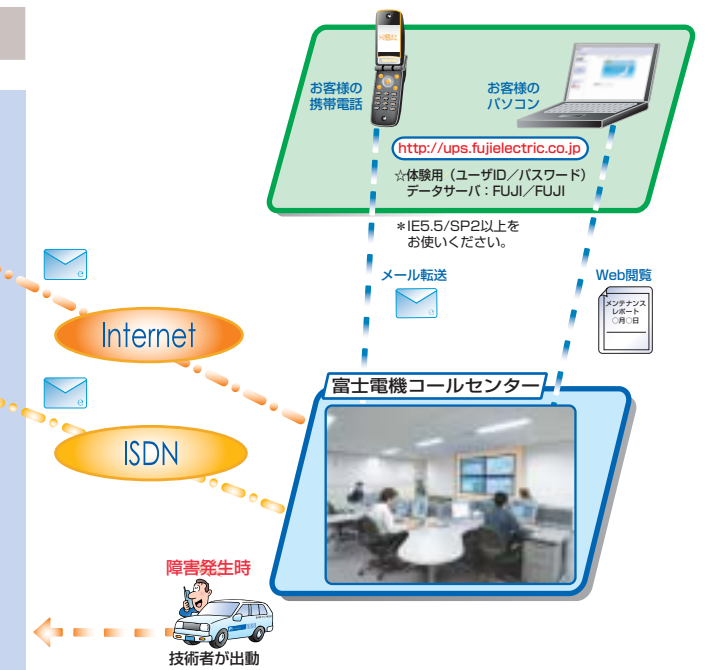 お客様の
携帯電話
お客様の
パソコン
http://ups.fujielectric.co.jp
☆体験用（ユーザID／パスワード）
データサーバ：FUJI／FUJI
＊IE5.5/SP2以上を
お使いください。
メール転送
Web閲覧
メンテナンス
レポート
○月○日
Internet
ISDN
富士電機コールセンター
障害発生時
技術者が出動